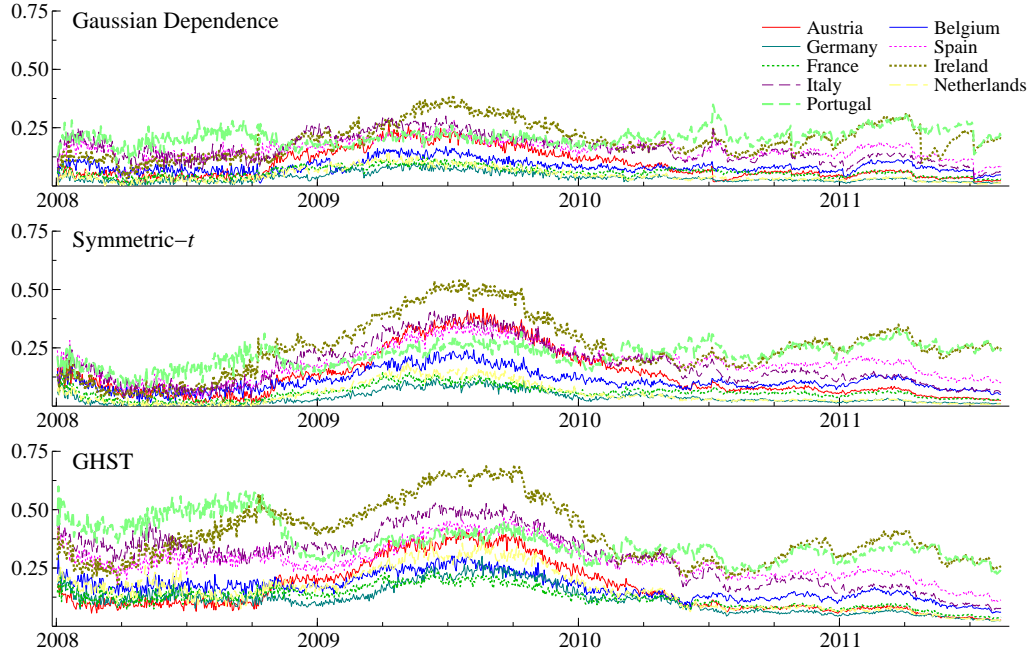 Gaussian Dependence
0.75
0.50
0.25
2008 2009 2010 2011
Austria Belgium
Germany Spain
France Ireland
Italy Netherlands
Portugal
Symmetric−t
0.75
0.50
0.25
2008 2009 2010 2011
GHST
0.75
0.50
0.25
2008 2009 2010 2011